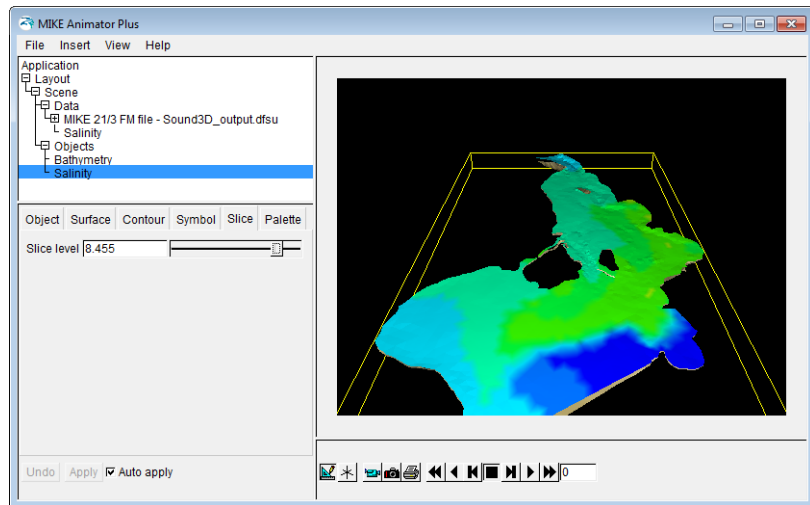 MIKE Animator Plus
File Insert View Help
Application
Layout
Scene
Data
MIKE 21/3 FM file - Sound3D_output.dfsu
Salinity
Objects
Bathymetry
Salinity
Object Surface Contour Symbol Slice Palette
Slice level 8.455
Undo Apply Auto apply
0